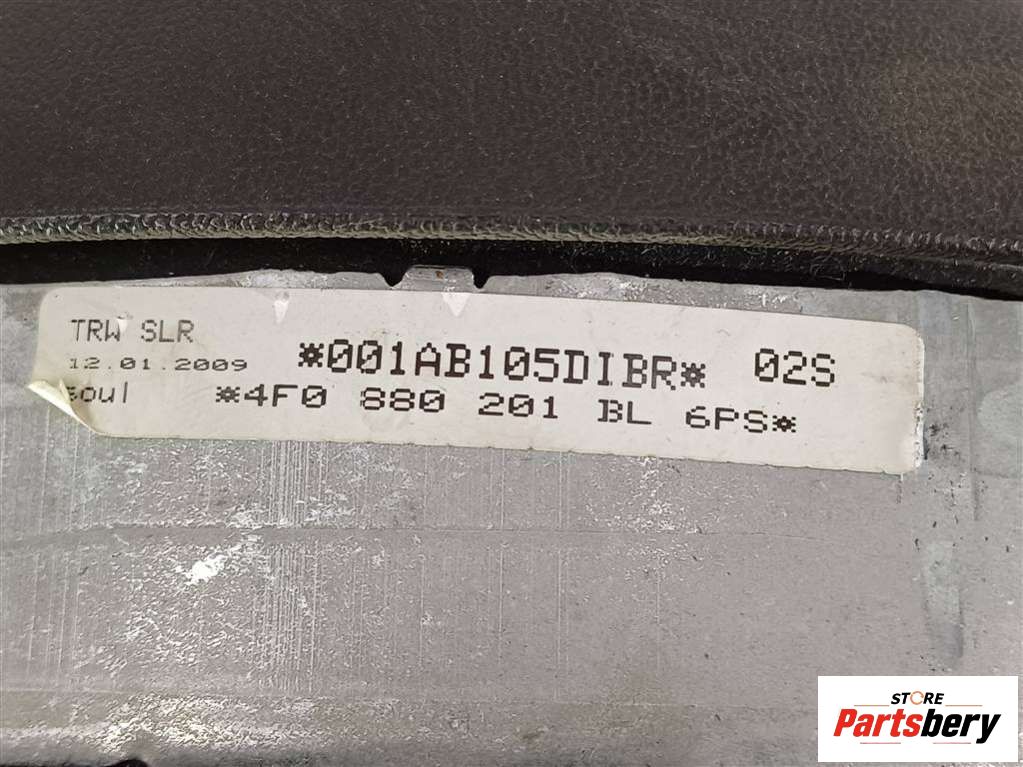 TRW SLR
12.01.2009
soul
*001AB105DIBR* 02S
*4F0 880 201 BL 6PS*
STORE
Partsbery